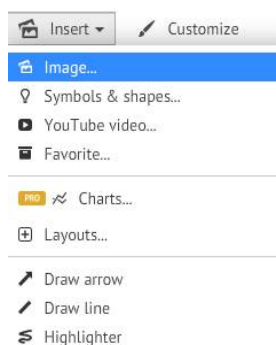 Insert Customize
Image...
Symbols & shapes...
YouTube video...
Favorite...
PRO Charts...
Layouts...
Draw arrow
Draw line
Highlighter